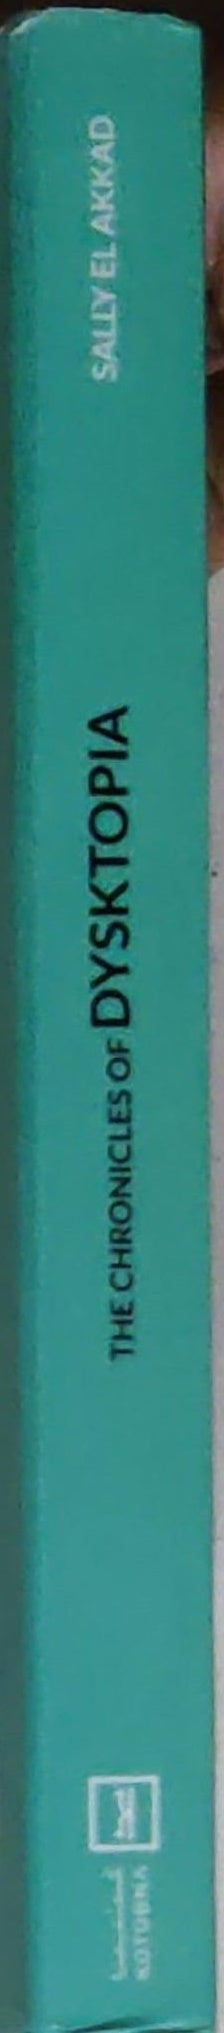 SALLY EL AKKAD
THE CHRONICLES OF DYSKTOPIA
KOTOBNA